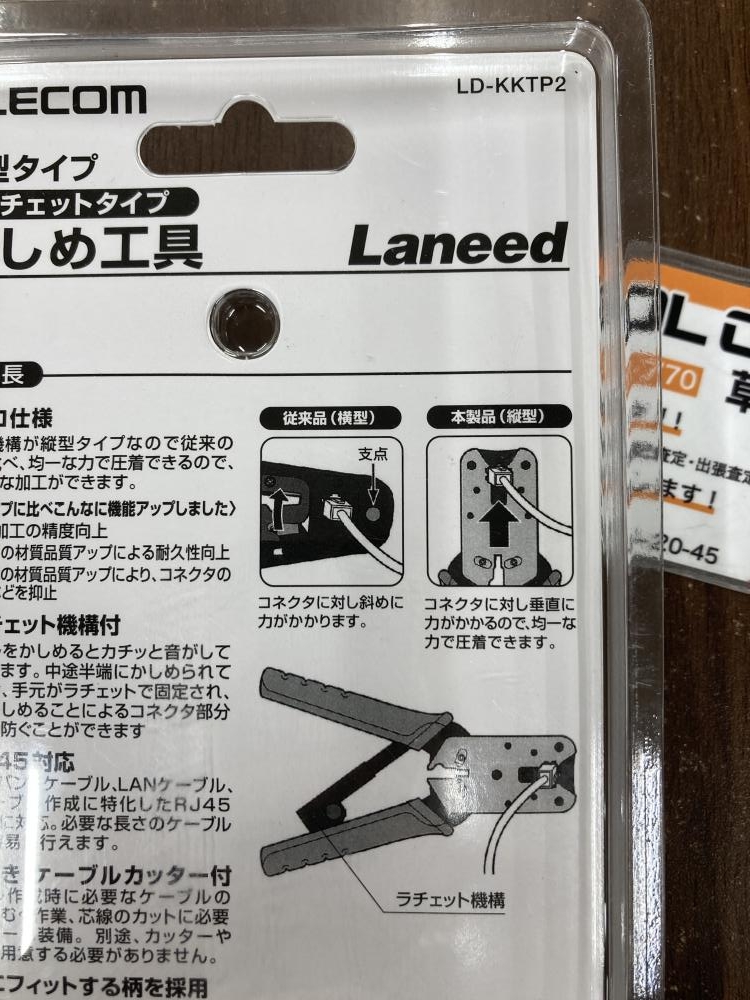 LECOM
LD-KKTP2
型タイプ
チェットタイプ
しめ工具
Laneed
長
仕様
機構が縦型タイプなので従来の
べ、均一な力で圧着できるので、
な加工ができます。
プに比べこんなに機能アップしました〉
加工の精度向上
の材質品質アップによる耐久性向上
の材質品質アップにより、コネクタの
どを抑止
従来品(横型)
支点
コネクタに対し斜めに
力がかかります。
本製品(縦型)
コネクタに対し垂直に
力がかかるので、均一な
力で圧着できます。
チェット機構付
をかしめるとカチッと音がして
ます。中途半端にかしめられて
、手元がラチェットで固定され、
しめることによるコネクタ部分
防ぐことができます
45対応
ケーブル、LANケーブル、
作成に特化したRJ45
に対応。必要な長さのケーブル
易 行えます。
ケーブルカッター付
作成時に必要なケーブルの
む 作業、芯線のカットに必要
装備。別途、カッターや
用意する必要がありません。
フィットする柄を採用
ラチェット機構
OL
770
査定・出張査定
ます!
20-45